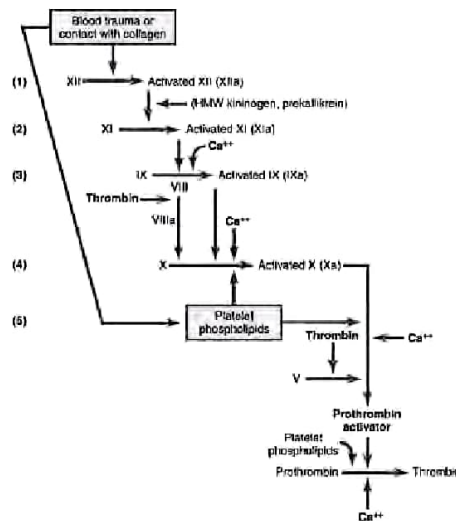 Blood trauma or
contact with collagen
(1) XII Activated XII (XIIa)
(HMW kininogen, prekallikrein)
(2) XI Activated XI (XIa)
Ca++
(3) IX Activated IX (IXa)
VIII
Thrombin
VIIIa Ca++
(4) X Activated X (Xa)
(5) Platelet
phospholipids
Thrombin Ca++
V
Prothrombin
activator
Platelet
phospholipids
Prothrombin Thrombi
Ca++